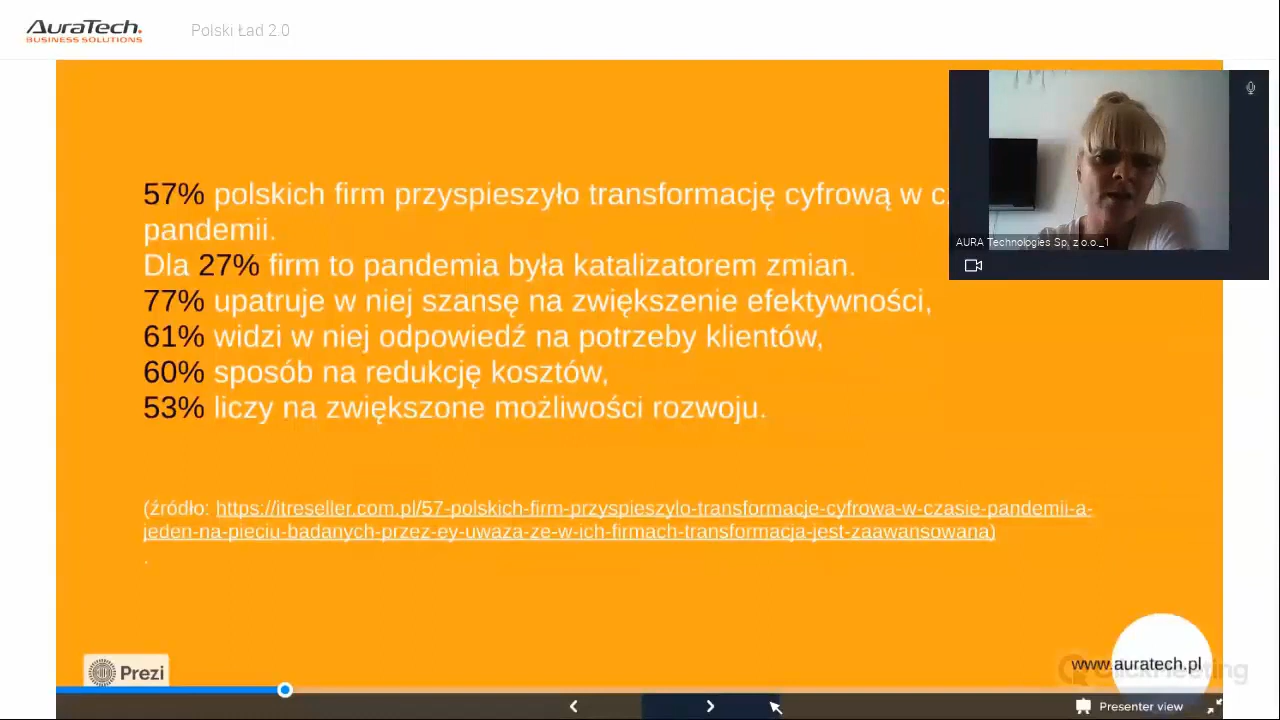 AURATECH.
BUSINESS SOLUTIONS
Polski Ład 2.0
57% polskich firm przyspieszyło transformację cyfrową w
pandemii.
Dla 27% firm to pandemia była katalizatorem zmian.
77% upatruje w niej szansę na zwiększenie efektywności,
61% widzi w niej odpowiedź na potrzeby klientów,
60% sposób na redukcję kosztów,
53% liczy na zwiększone możliwości rozwoju.
AURA Technologies Sp. z o.o._1
(źródło: https://itreseller.com.pl/57-polskich-firm-przyspieszylo-transformacje-cyfrowa-w-czasie-pandemii-a-
jeden-na-pieciu-badanych-przez-ey-uwaza-ze-w-ich-firmach-transformacja-jest-zaawansowana)
.
Prezi
www.auratech.pl
ClickMeeting
Presenter view